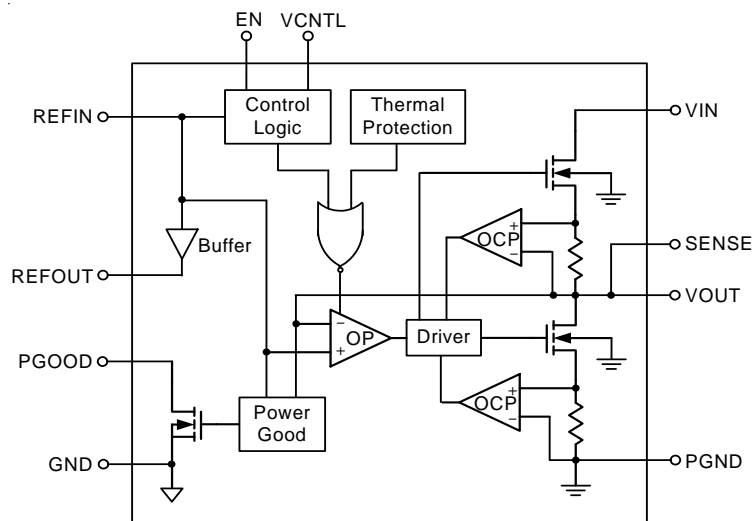 EN VCNTL
REFIN
Control
Logic
Thermal
Protection
VIN
Buffer
+
OCP
−
SENSE
REFOUT
VOUT
−
OP
+
Driver
PGOOD
Power
Good
+
OCP
−
GND
PGND